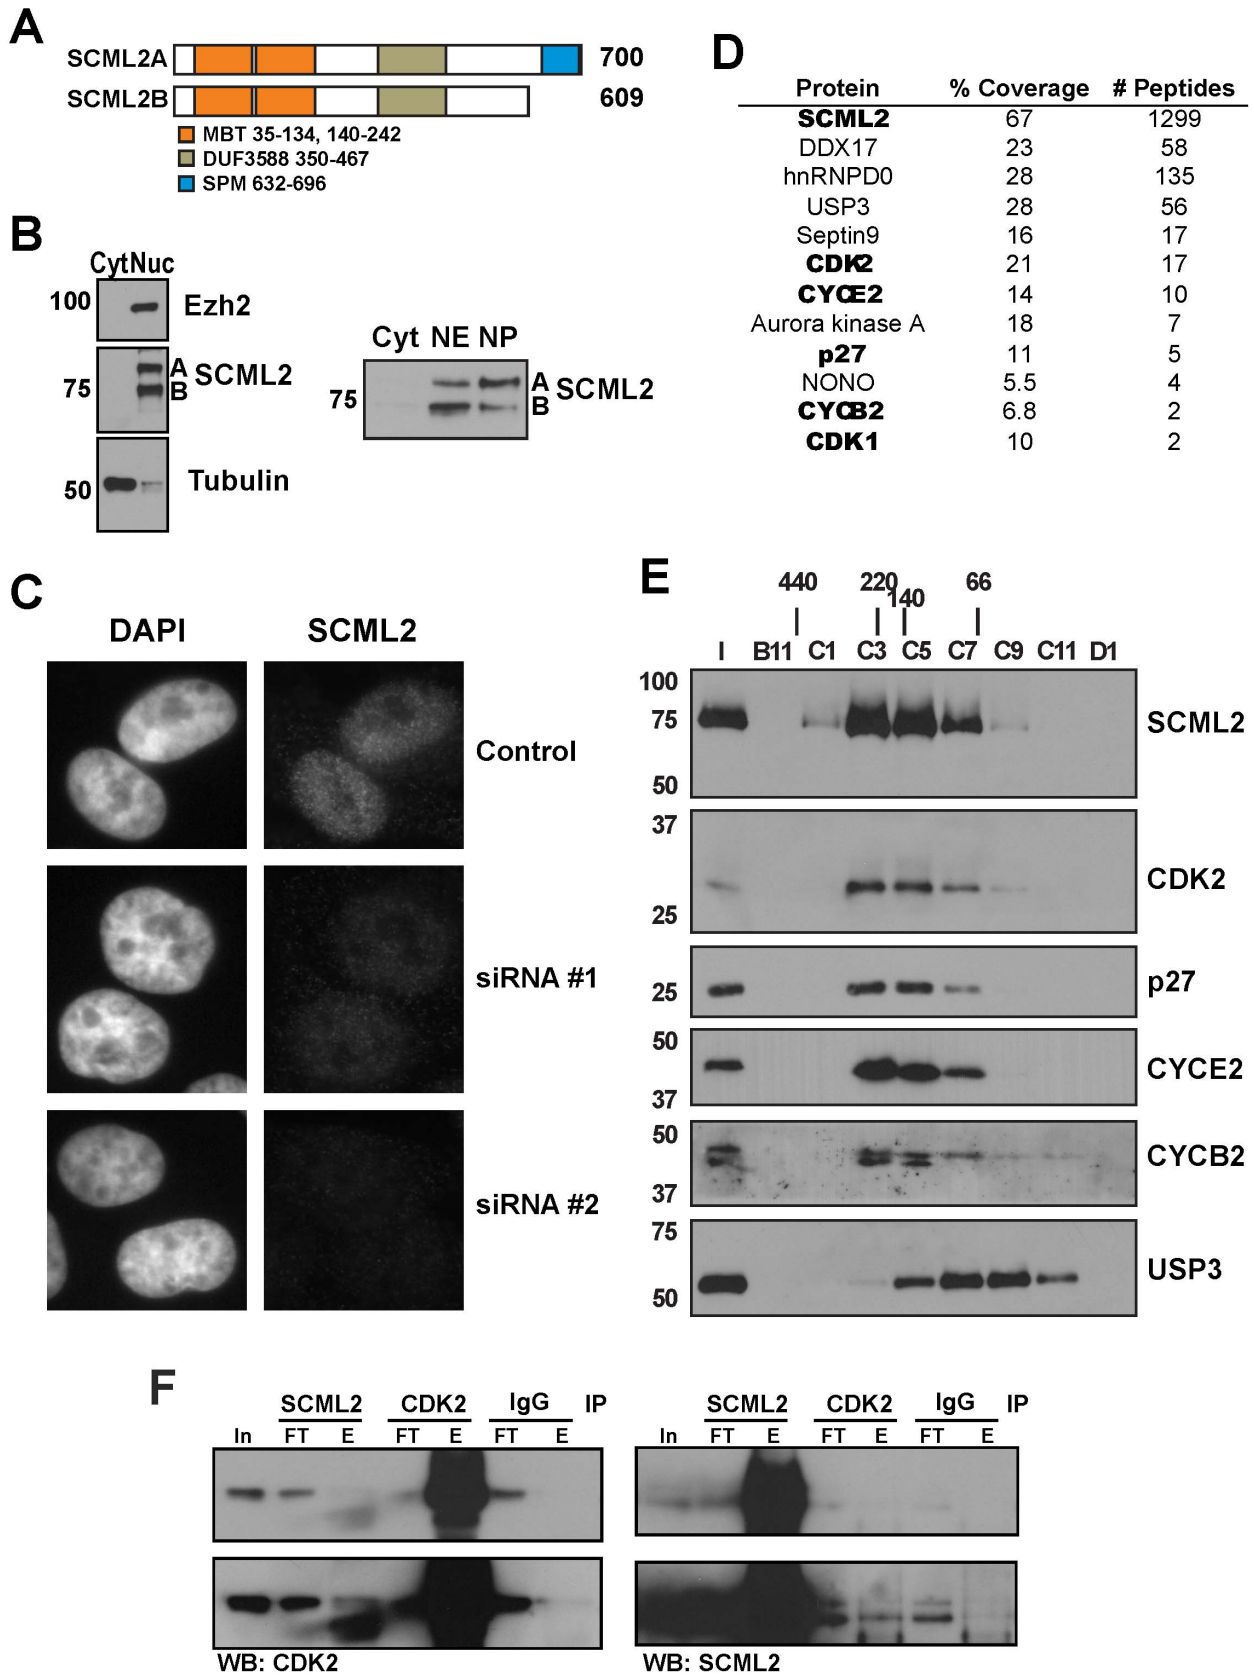 A
SCML2A 700
SCML2B 609
MBT 35-134, 140-242
DUF3588 350-467
SPM 632-696
B
Cyt Nuc
100 Ezh2
75 A B SCML2
50 Tubulin
Cyt NE NP
75 A B SCML2
C
DAPI SCML2
Control
siRNA #1
siRNA #2
D
Protein % Coverage # Peptides
SCML2 67 1299
DDX17 23 58
hnRNPD0 28 135
USP3 28 56
Septin9 16 17
CDK2 21 17
CYCE2 14 10
Aurora kinase A 18 7
p27 11 5
NONO 5.5 4
CYCB2 6.8 2
CDK1 10 2
E
440 220 140 66
I B11 C1 C3 C5 C7 C9 C11 D1
100
75 SCML2
50
37
CDK2
25
25 p27
50
CYCE2
37
50
CYCB2
37
75
USP3
50
F
SCML2 CDK2 IgG IP
In FT E FT E FT E
WB: CDK2
SCML2 CDK2 IgG IP
In FT E FT E FT E
WB: SCML2